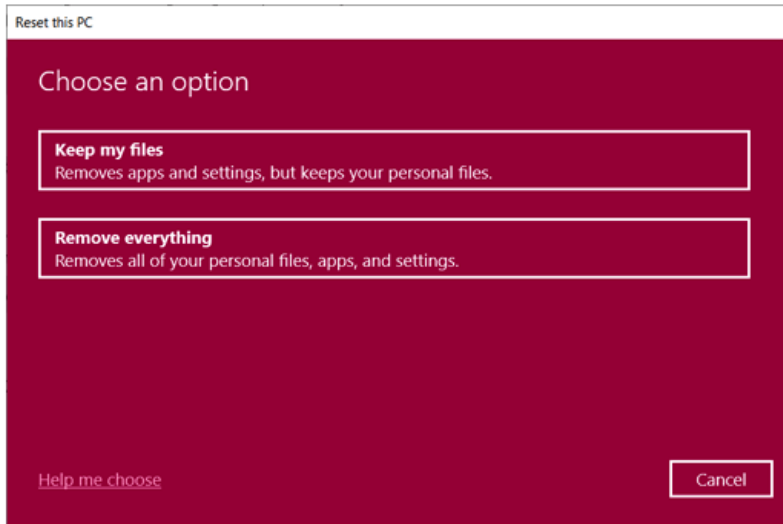 Reset this PC
Choose an option
Keep my files
Removes apps and settings, but keeps your personal files.
Remove everything
Removes all of your personal files, apps, and settings.
Help me choose
Cancel